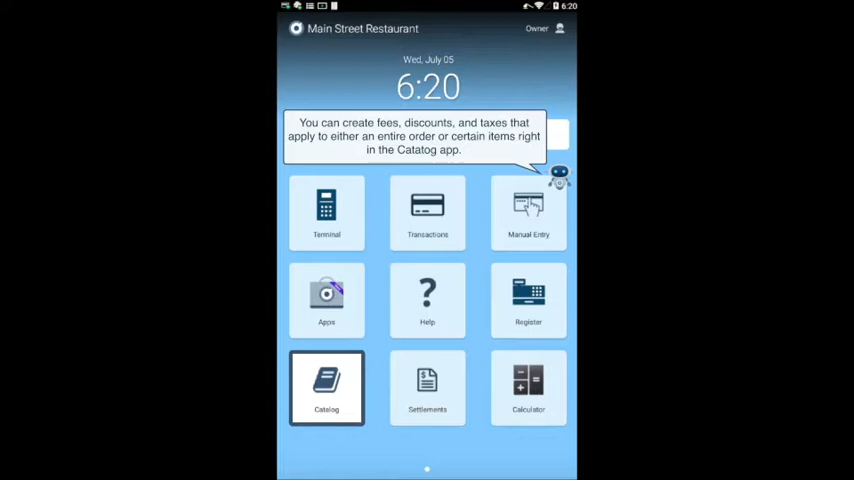 6:20
Main Street Restaurant
Owner
Wed, July 05
6:20
You can create fees, discounts, and taxes that
apply to either an entire order or certain items right
in the Catatog app.
Terminal
Transactions
Manual Entry
Apps
?
Help
Register
Catalog
Settlements
Calculator